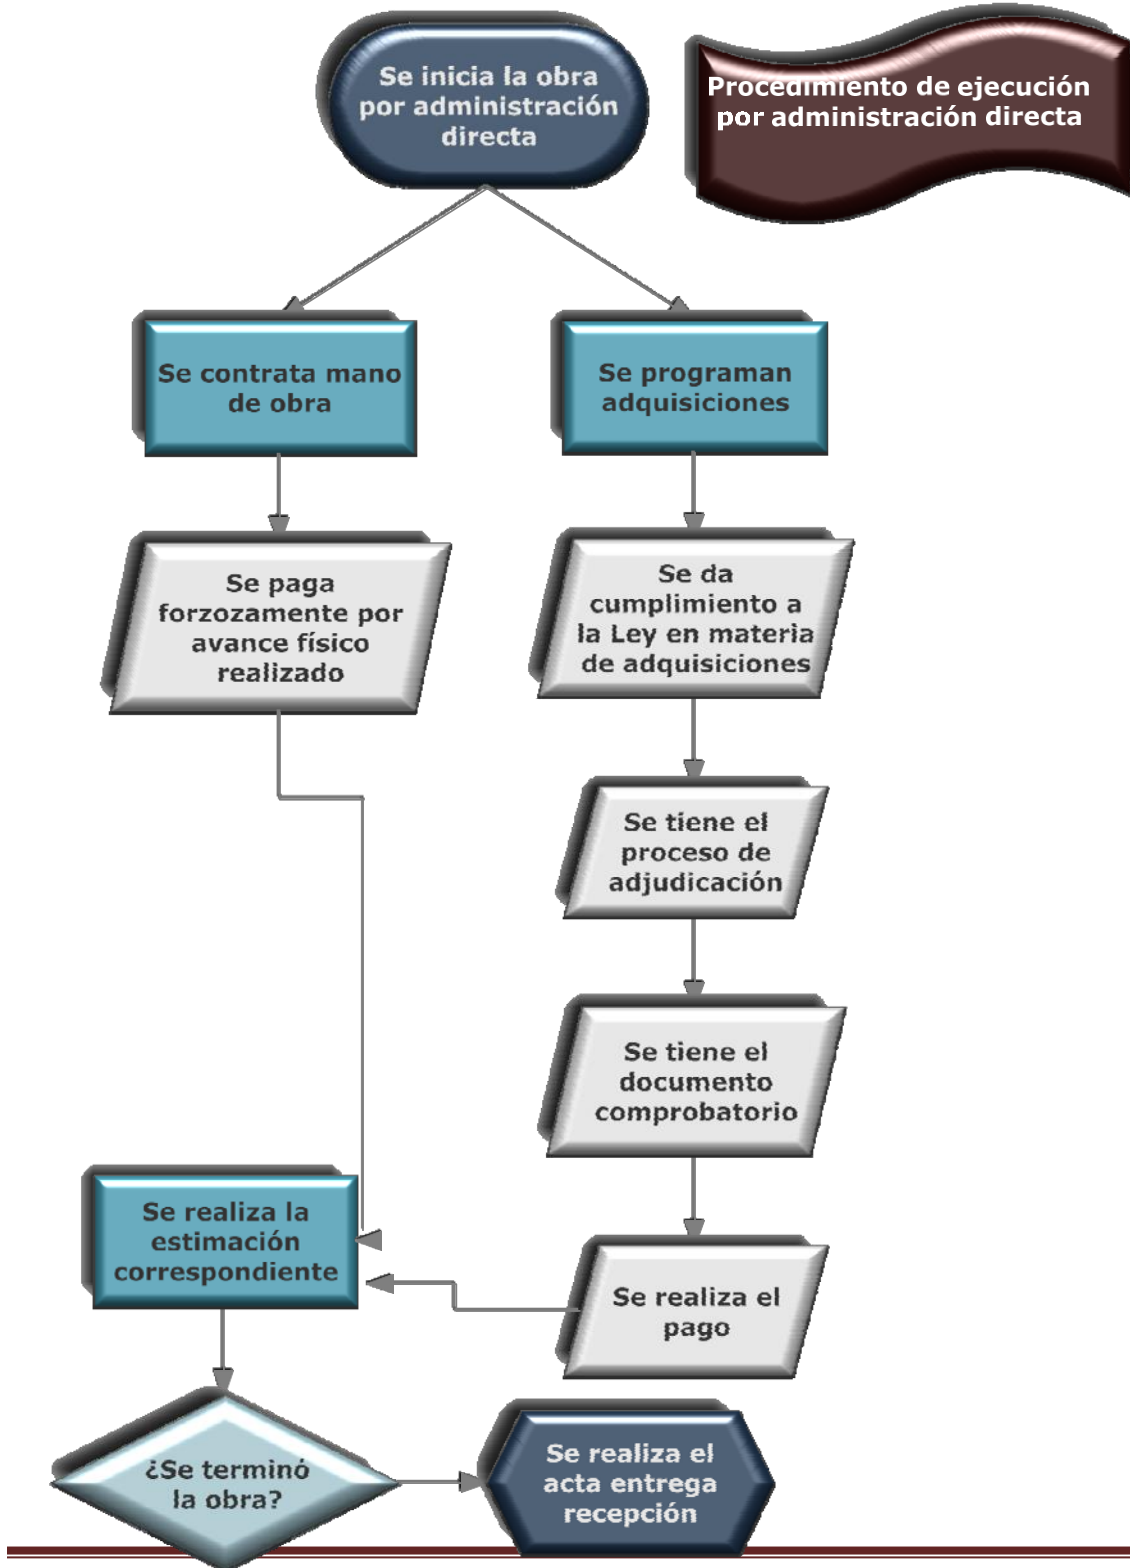 Se inicia la obra
por administración
directa
Procedimiento de ejecución
por administración directa
Se contrata mano
de obra
Se programan
adquisiciones
Se paga
forzozamente por
avance físico
realizado
Se da
cumplimiento a
la Ley en materia
de adquisiciones
Se tiene el
proceso de
adjudicación
Se tiene el
documento
comprobatorio
Se realiza la
estimación
correspondiente
Se realiza el
pago
¿Se terminó
la obra?
Se realiza el
acta entrega
recepción